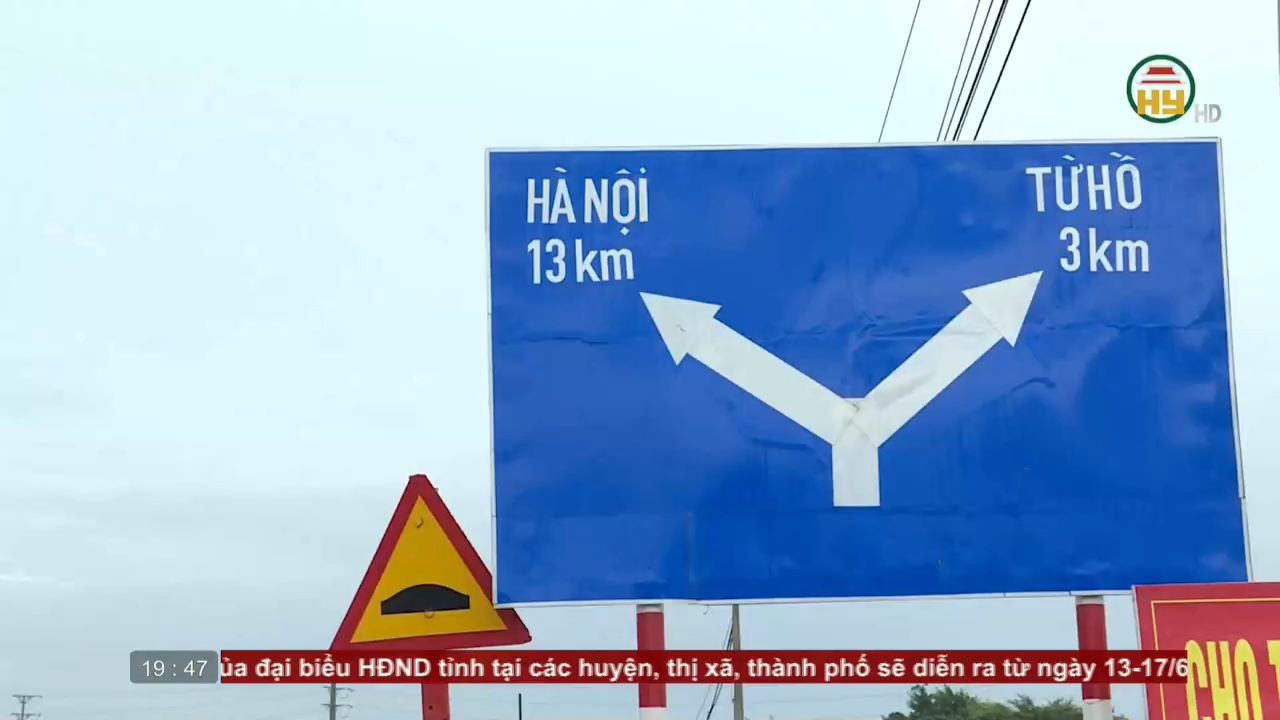 HY HD
HÀ NỘI
13 km
TỪ HỒ
3 km
19 : 47
ủa đại biểu HĐND tỉnh tại các huyện, thị xã, thành phố sẽ diễn ra từ ngày 13-17/6
CHO